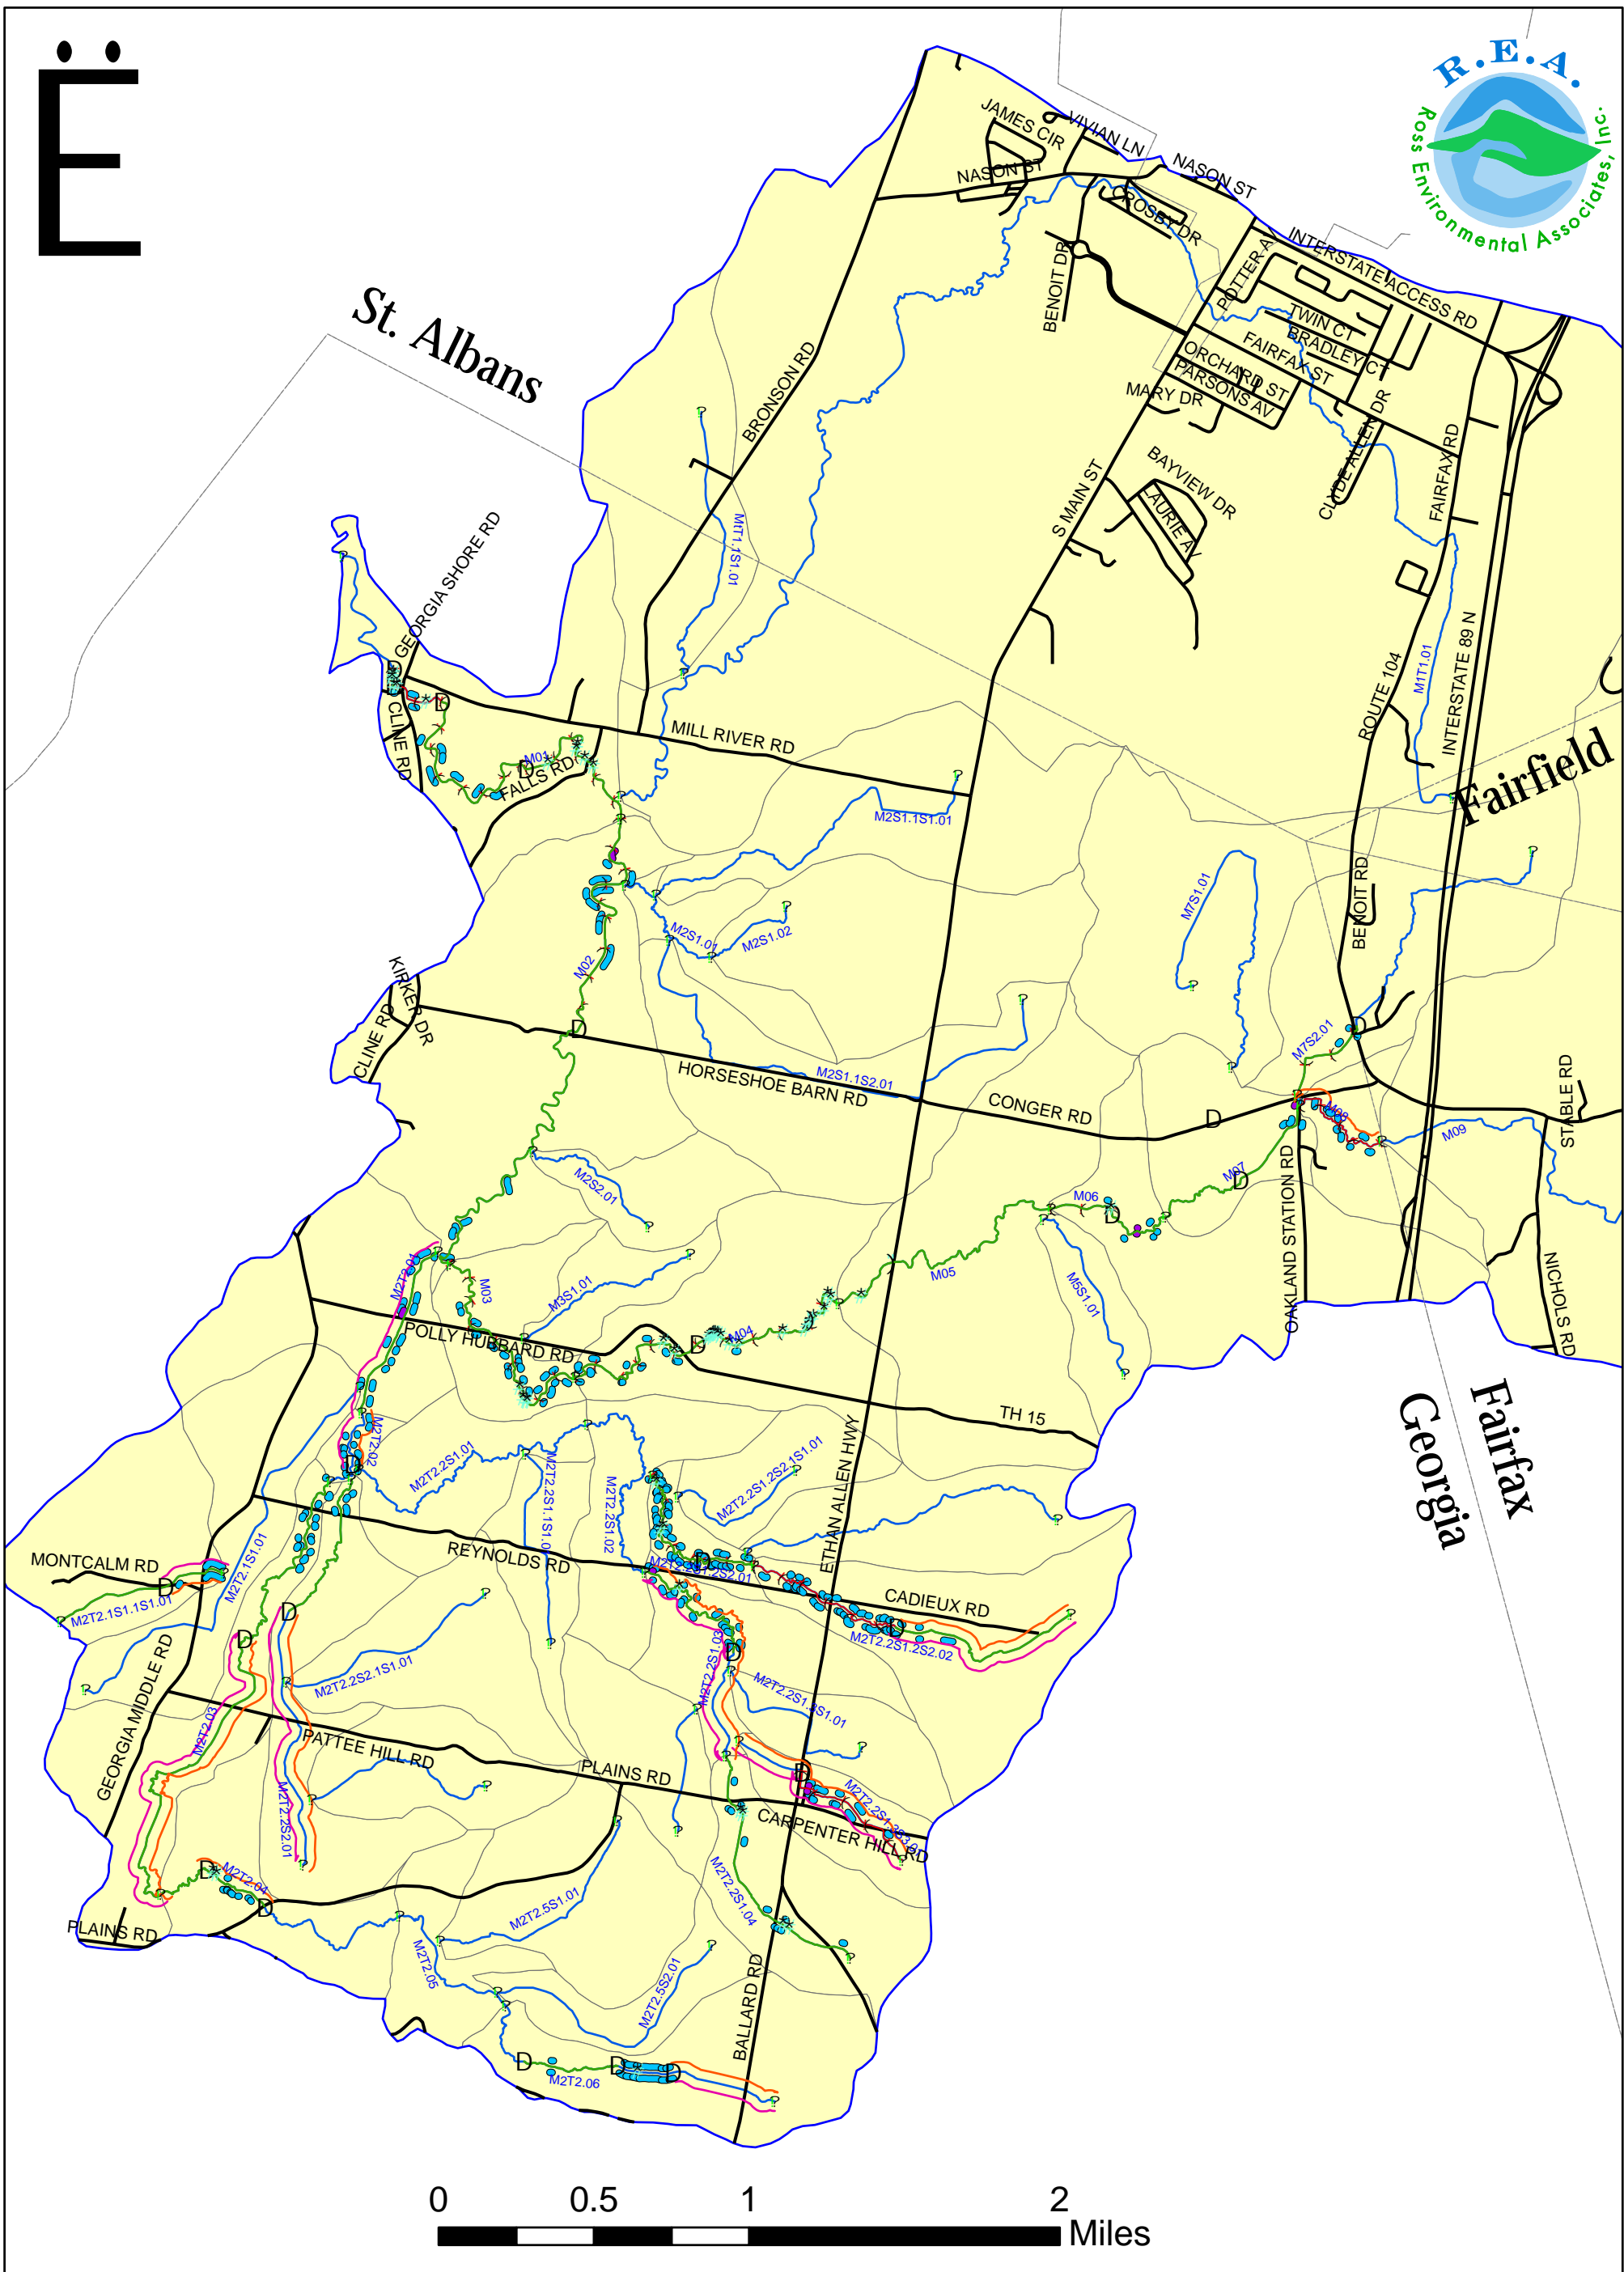 Ë
R.E.A.
Ross Environmental Associates, Inc.
St. Albans
JAMES CIR
VIVIAN LN
NASON ST
NASON ST
CROSBY DR
BENOIT DR
POTTER AV
INTERSTATE ACCESS RD
TWIN CT
BRADLEY CT
FAIRFAX ST
ORCHARD ST
PARSONS AV
MARY DR
CLYDE ALLEN DR
BAYVIEW DR
LAURIE AV
S MAIN ST
FAIRFAX RD
BRONSON RD
M1T1.1S1.01
GEORGIA SHORE RD
M1T1.01
INTERSTATE 89 N
ROUTE 104
Fairfield
CLINE RD
M01
FALLS RD
MILL RIVER RD
M2S1.1S1.01
M7S1.01
BENOIT RD
M2S1.01
M2S1.02
M02
KIRKER DR
CLINE RD
M7S2.01
M2S1.1S2.01
HORSESHOE BARN RD
CONGER RD
M08
M09
STABLE RD
M2S2.01
M07
M06
OAKLAND STATION RD
M2T2.01
M03
M3S1.01
M05
M5S1.01
NICHOLS RD
POLLY HUBBARD RD
M04
TH 15
Fairfax
Georgia
M2T2.02
M2T2.2S1.01
M2T2.2S1.1S1.0
M2T2.2S1.02
M2T2.2S1.2S2.1S1.01
ETHAN ALLEN HWY
REYNOLDS RD
M2T2.2S1.2S2.01
CADIEUX RD
M2T2.2S1.2S2.02
MONTCALM RD
M2T2.1S1.01
M2T2.1S1.1S1.01
GEORGIA MIDDLE RD
M2T2.2S2.1S1.01
M2T2.2S1.03
M2T2.03
PATTEE HILL RD
PLAINS RD
M2T2.2S2.01
CARPENTER HILL RD
M2T2.04
M2T2.2S1.04
M2T2.5S1.01
PLAINS RD
M2T2.05
M2T2.5S2.01
BALLARD RD
M2T2.06
0 0.5 1 2
Miles